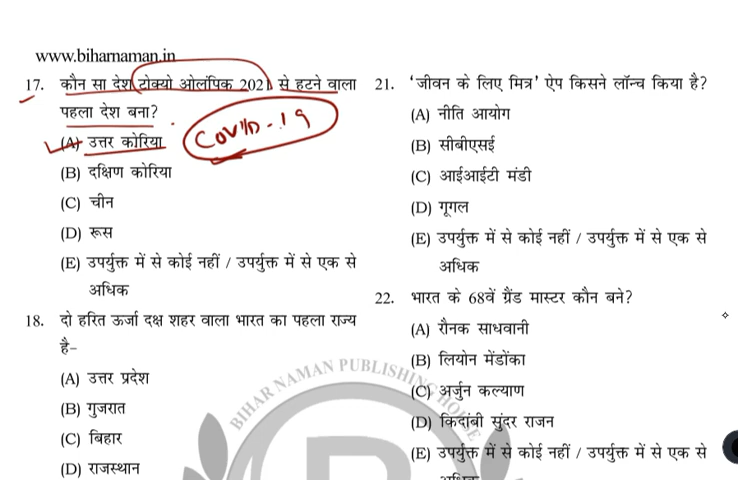 www.biharnaman.in
17. कौन सा देश टोक्यो ओलंपिक 2021 से हटने वाला
पहला देश बना?
(A) उत्तर कोरिया
COVID-19
(B) दक्षिण कोरिया
(C) चीन
(D) रूस
(E) उपर्युक्त में से कोई नहीं / उपर्युक्त में से एक से
अधिक
18. दो हरित ऊर्जा दक्ष शहर वाला भारत का पहला राज्य
है-
(A) उत्तर प्रदेश
(B) गुजरात
(C) बिहार
(D) राजस्थान
21. ‘जीवन के लिए मित्र’ ऐप किसने लॉन्च किया है?
(A) नीति आयोग
(B) सीबीएसई
(C) आईआईटी मंडी
(D) गूगल
(E) उपर्युक्त में से कोई नहीं / उपर्युक्त में से एक से
अधिक
22. भारत के 68वें ग्रैंड मास्टर कौन बने?
(A) रौनक साधवानी
(B) लियोन मेंडोंका
(C) अर्जुन कल्याण
(D) किदांबी सुंदर राजन
(E) उपर्युक्त में से कोई नहीं / उपर्युक्त में से एक से
अधिक
BIHAR NAMAN PUBLISHING HOUSE